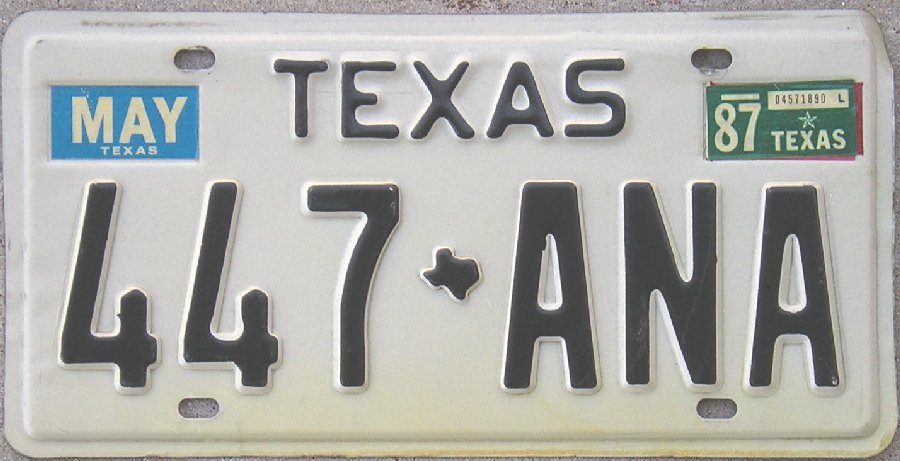 TEXAS
MAY
TEXAS
87
04571890 L
TEXAS
447 ANA